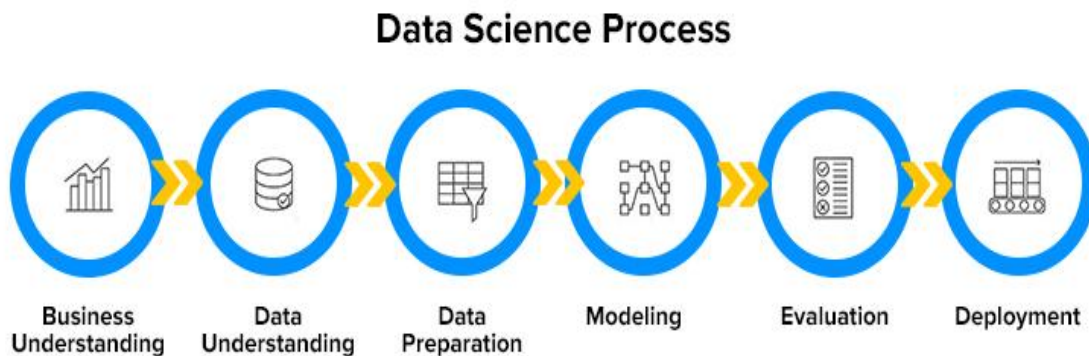 Data Science Process
Business
Understanding
Data
Understanding
Data
Preparation
Modeling
Evaluation
Deployment